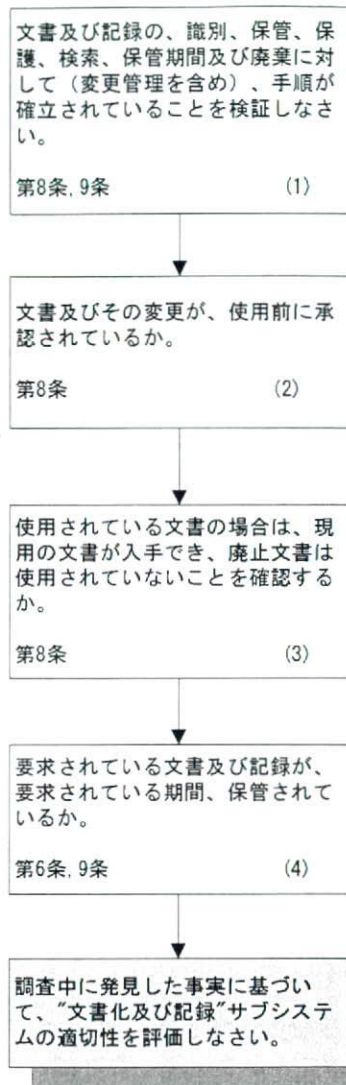 文書及び記録の、識別、保管、保
護、検索、保管期間及び廃棄に対
して（変更管理を含め）、手順が
確立されていることを検証しなさ
い。
第8条, 9条 (1)
文書及びその変更が、使用前に承
認されているか。
第8条 (2)
使用されている文書の場合は、現
用の文書が入手でき、廃止文書は
使用されていないことを確認する
か。
第8条 (3)
要求されている文書及び記録が、
要求されている期間、保管されて
いるか。
第6条, 9条 (4)
調査中に発見した事実に基づい
て、"文書化及び記録"サブシステ
ムの適切性を評価しなさい。